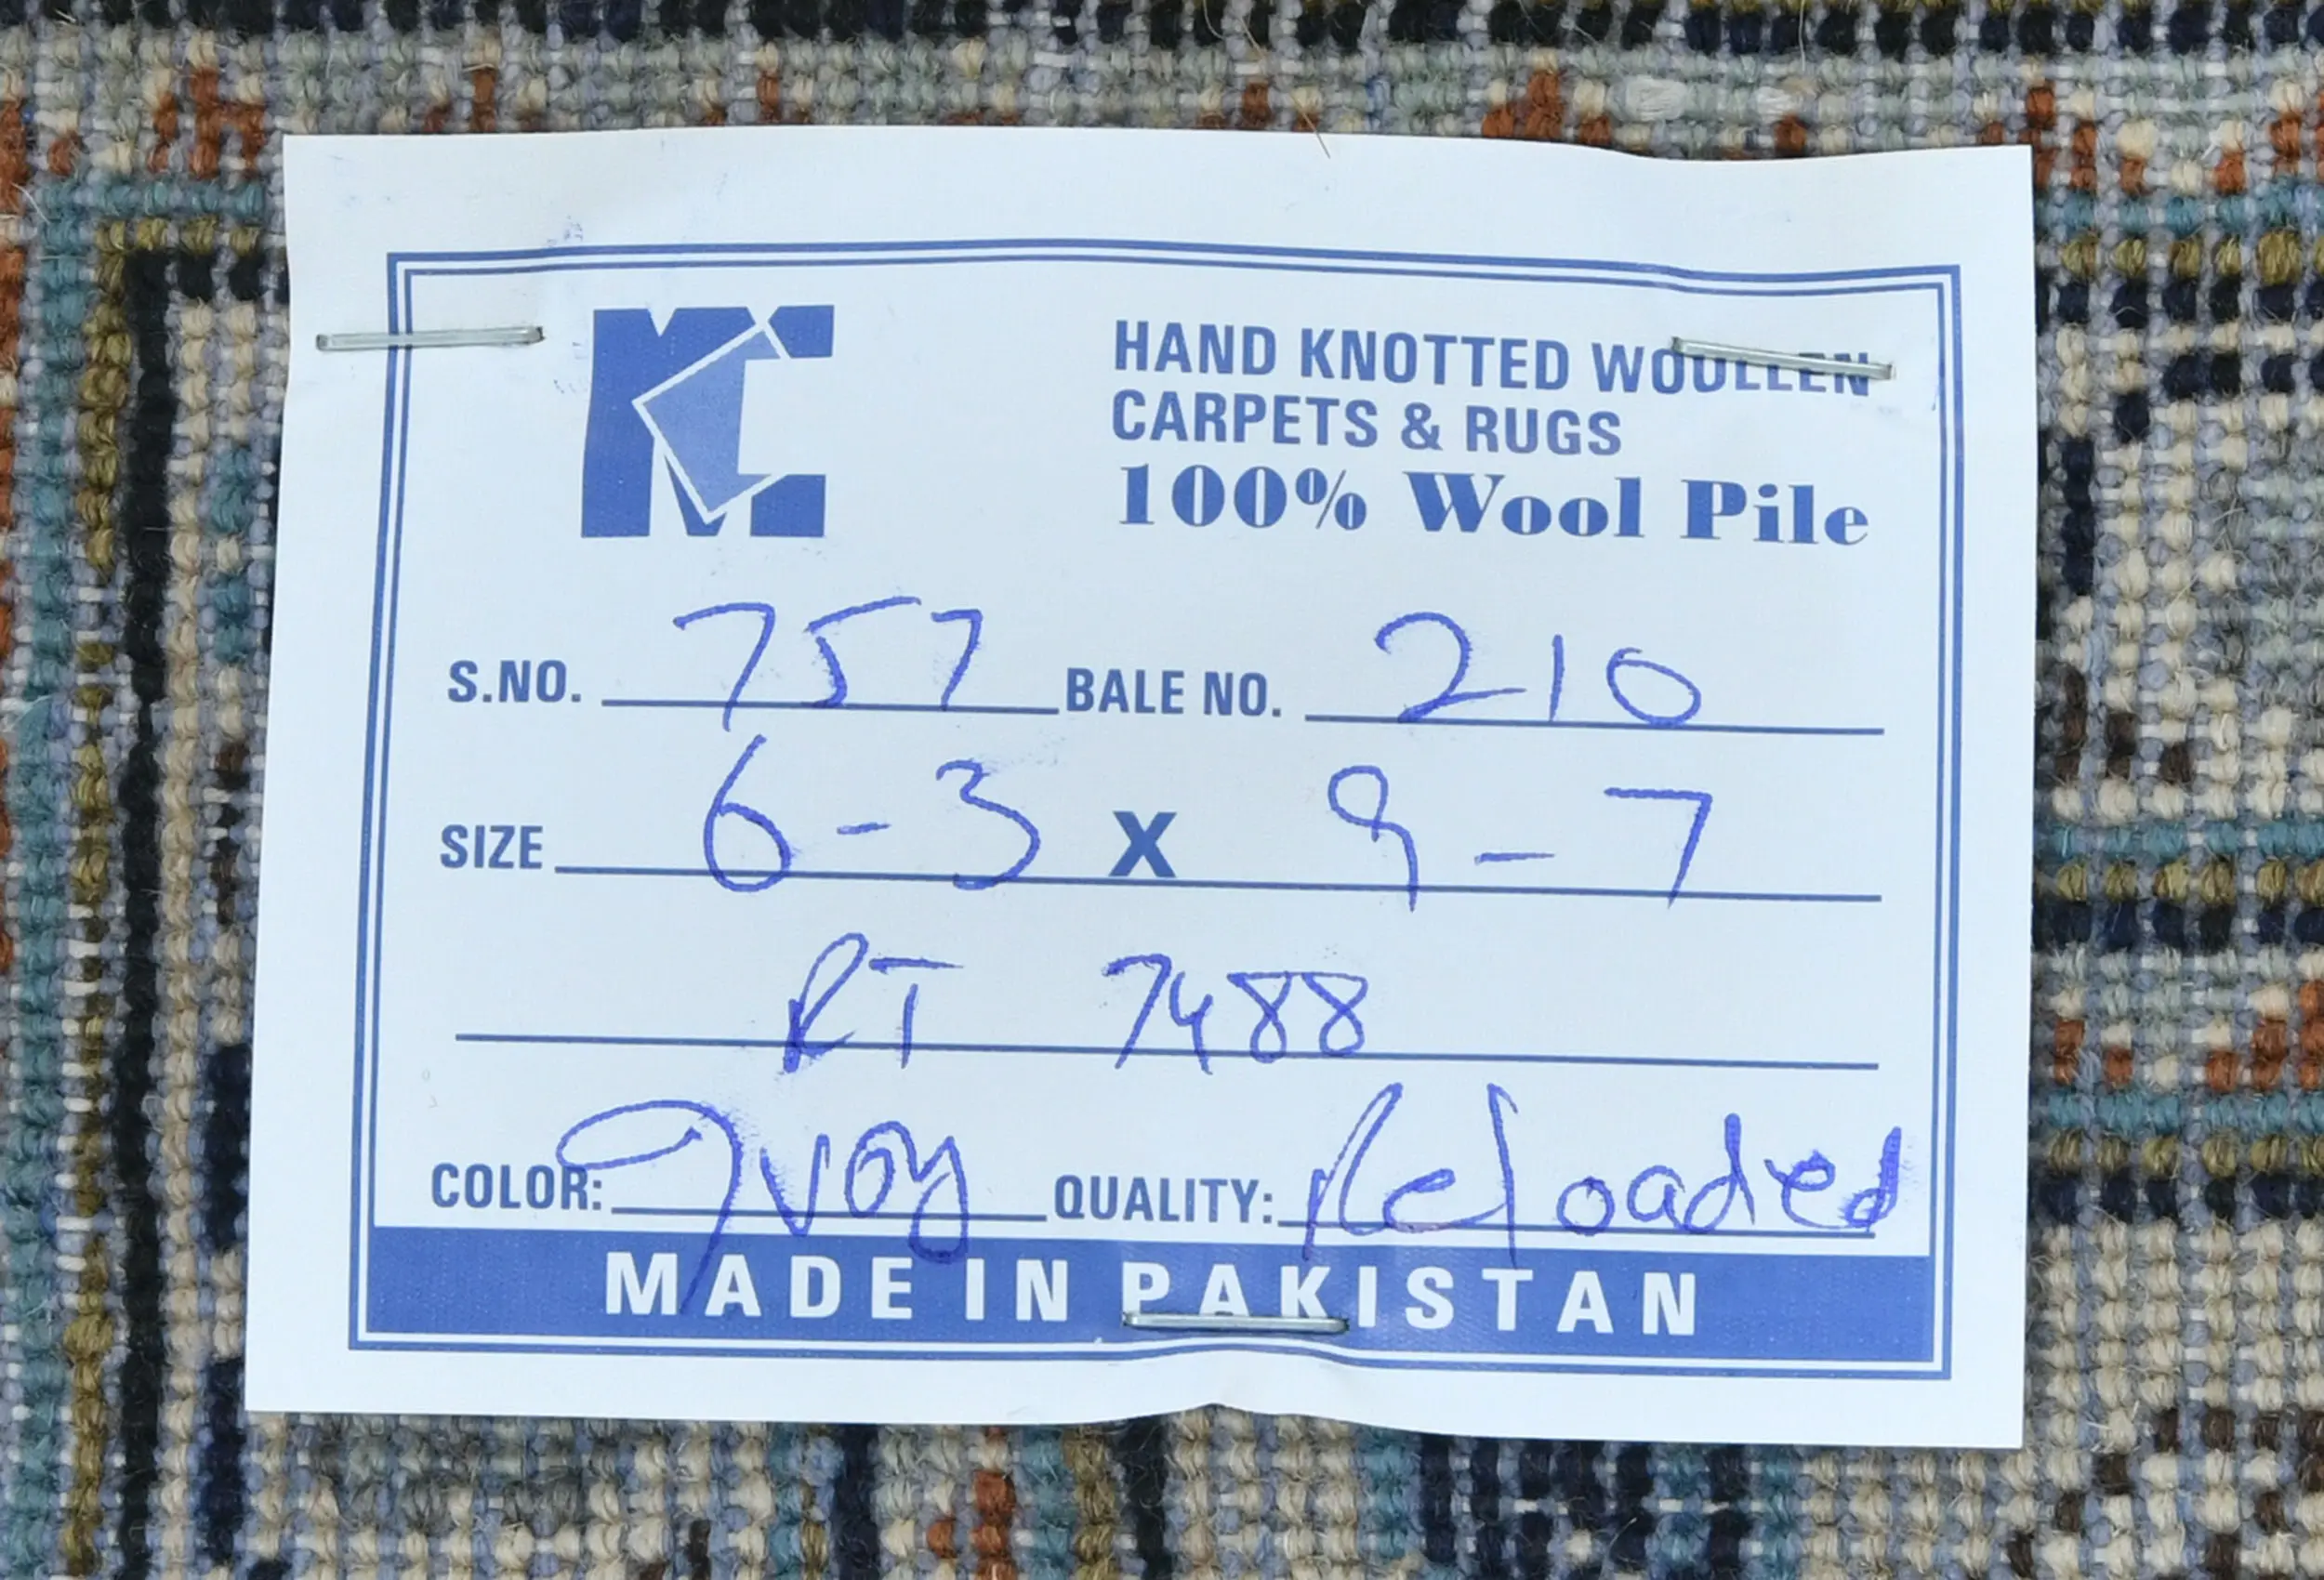 MC
HAND KNOTTED WOOLLEN
CARPETS & RUGS
100% Wool Pile
S.NO. 757 BALE NO. 210
SIZE 6-3 X 9-7
RT 7488
COLOR: Ivory QUALITY: Reloaded
MADE IN PAKISTAN